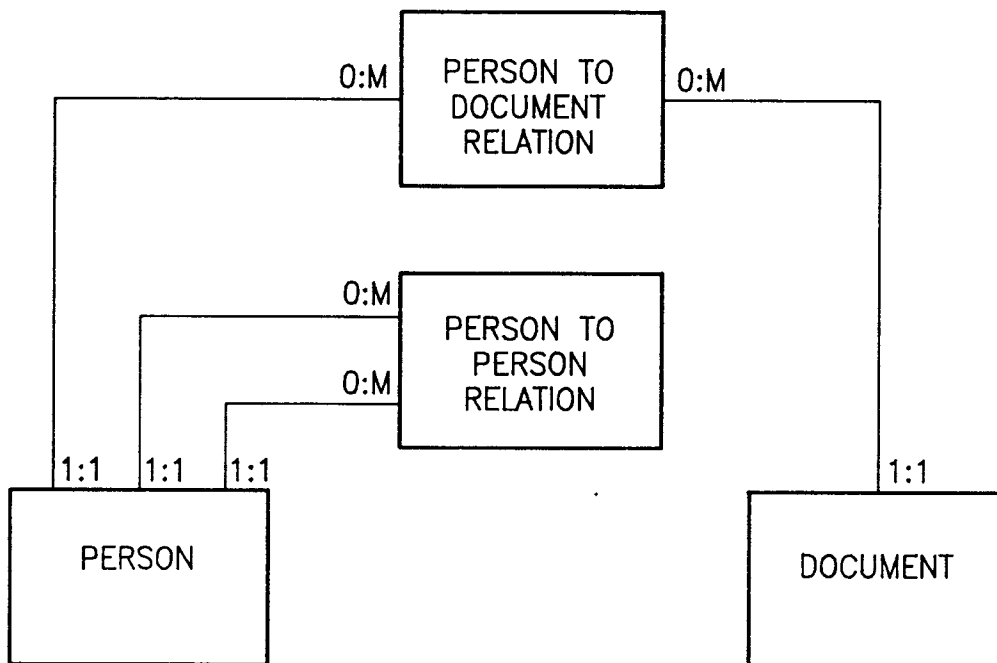 PERSON TO
DOCUMENT
RELATION
0:M
0:M
PERSON TO
PERSON
RELATION
0:M
0:M
1:1
1:1
1:1
1:1
PERSON
DOCUMENT